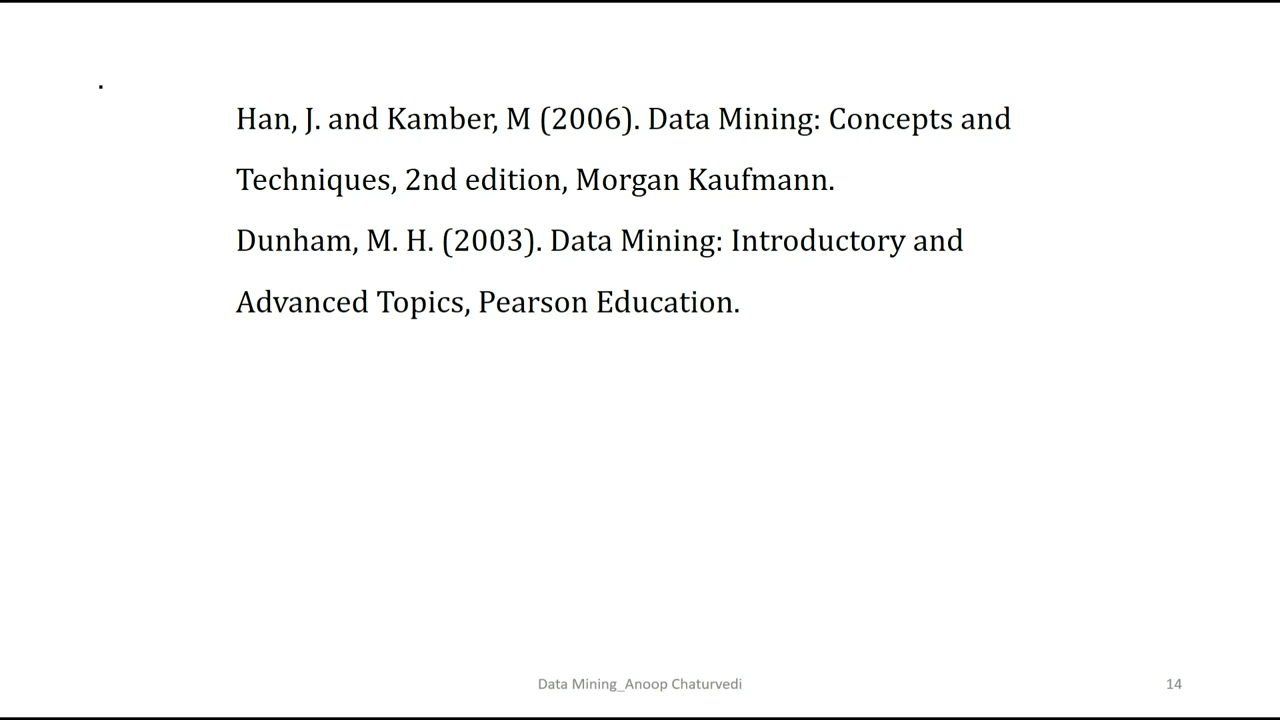 .
Han, J. and Kamber, M (2006). Data Mining: Concepts and
Techniques, 2nd edition, Morgan Kaufmann.
Dunham, M. H. (2003). Data Mining: Introductory and
Advanced Topics, Pearson Education.
Data Mining_Anoop Chaturvedi
14